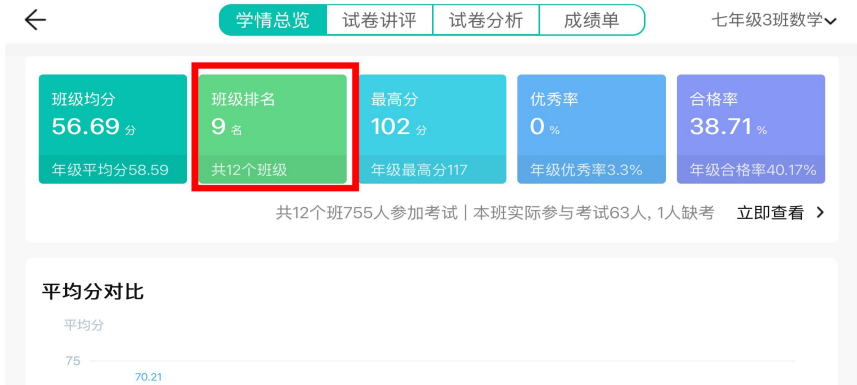 学情总览 试卷讲评 试卷分析 成绩单 七年级3班数学
班级均分 班级排名 最高分 优秀率 合格率
56.69 分 9 名 102 分 0 % 38.71 %
年级平均分58.59 共12个班级 年级最高分117 年级优秀率3.3% 年级合格率40.17%
共12个班755人参加考试 | 本班实际参与考试63人, 1人缺考 立即查看
平均分对比
平均分
75
70.21